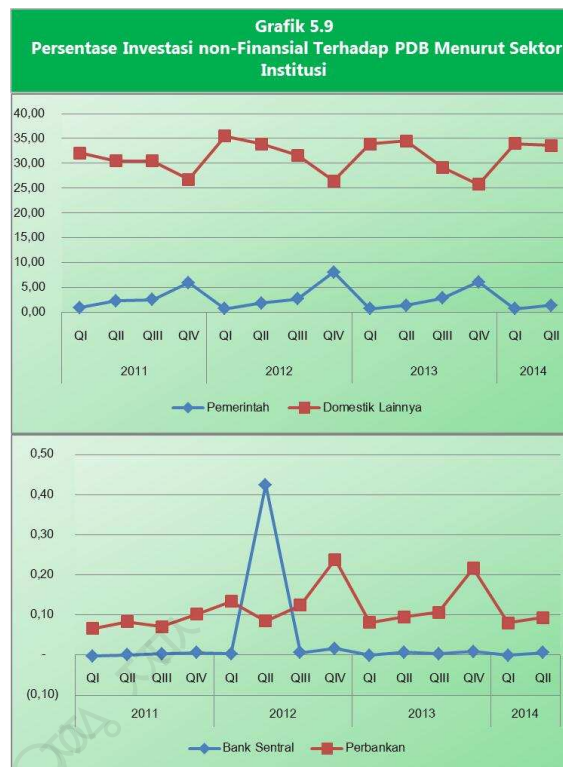 Grafik 5.9
Persentase Investasi non-Finansial Terhadap PDB Menurut Sektor
Institusi
40,00
35,00
30,00
25,00
20,00
15,00
10,00
5,00
0,00
QI QII QIII QIV QI QII QIII QIV QI QII QIII QIV QI QII
2011 2012 2013 2014
Pemerintah Domestik Lainnya
0,50
0,40
0,30
0,20
0,10
-
(0,10)
QI QII QIII QIV QI QII QIII QIV QI QII QIII QIV QI QII
2011 2012 2013 2014
Bank Sentral Perbankan